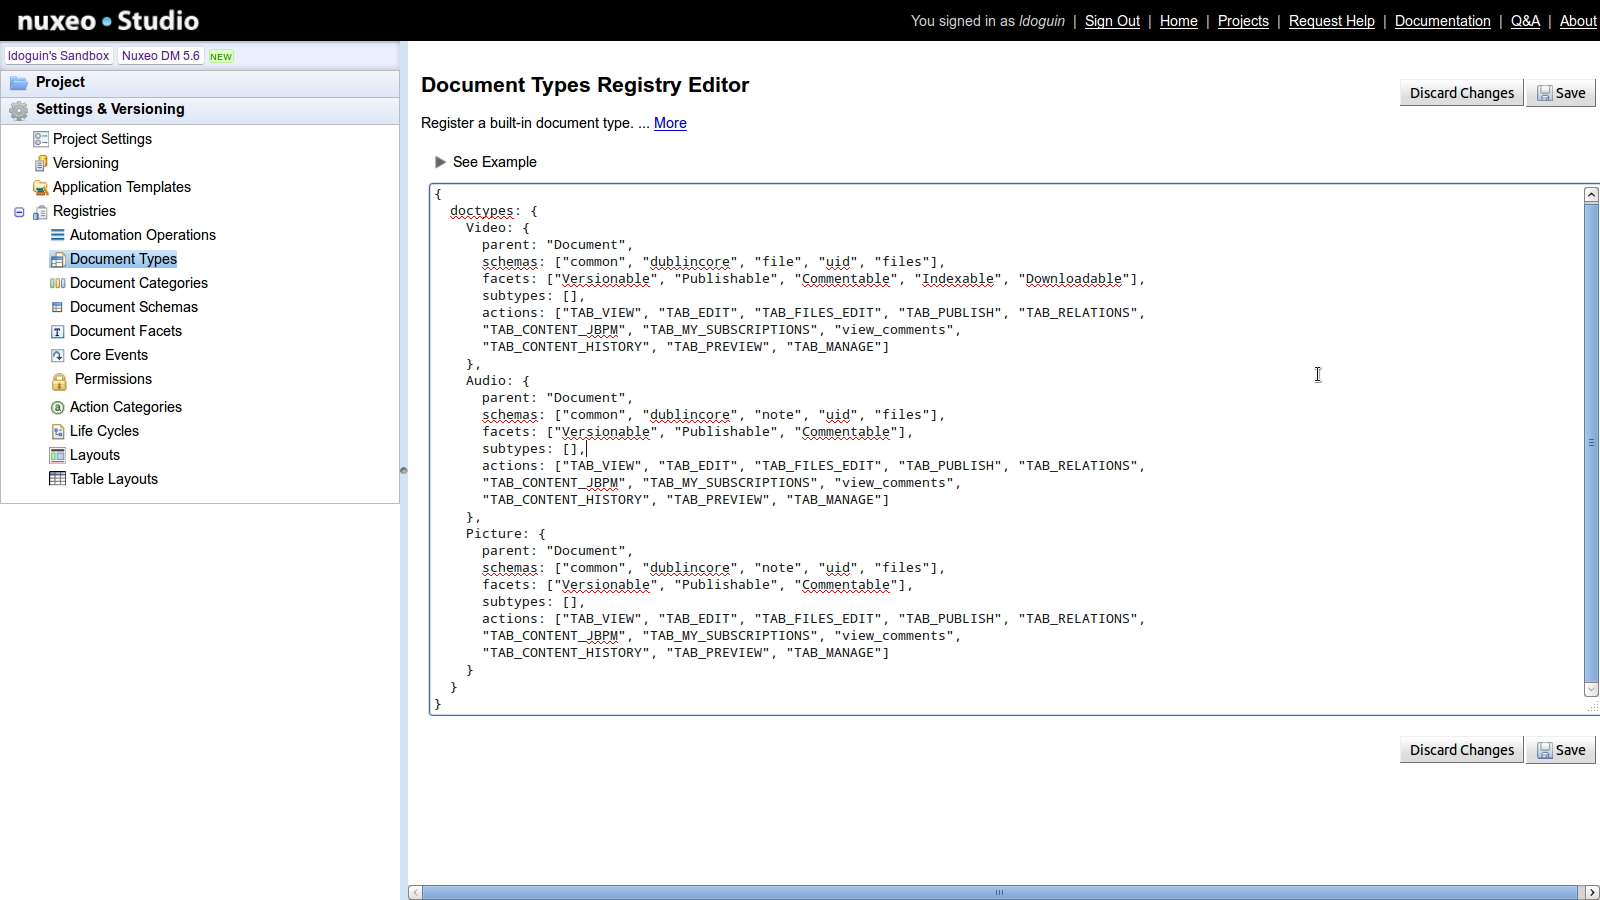 nuxeo • Studio
You signed in as ldoguin | Sign Out | Home | Projects | Request Help | Documentation | Q&A | About
ldoguin's Sandbox Nuxeo DM 5.6 NEW
Project
Settings & Versioning
Project Settings
Versioning
Application Templates
Registries
Automation Operations
Document Types
Document Categories
Document Schemas
Document Facets
Core Events
Permissions
Action Categories
Life Cycles
Layouts
Table Layouts
Document Types Registry Editor
Discard Changes Save
Register a built-in document type. ... More
See Example
{
  doctypes: {
    Video: {
      parent: "Document",
      schemas: ["common", "dublincore", "file", "uid", "files"],
      facets: ["Versionable", "Publishable", "Commentable", "Indexable", "Downloadable"],
      subtypes: [],
      actions: ["TAB_VIEW", "TAB_EDIT", "TAB_FILES_EDIT", "TAB_PUBLISH", "TAB_RELATIONS",
      "TAB_CONTENT_JBPM", "TAB_MY_SUBSCRIPTIONS", "view_comments",
      "TAB_CONTENT_HISTORY", "TAB_PREVIEW", "TAB_MANAGE"]
    },
    Audio: {
      parent: "Document",
      schemas: ["common", "dublincore", "note", "uid", "files"],
      facets: ["Versionable", "Publishable", "Commentable"],
      subtypes: [],
      actions: ["TAB_VIEW", "TAB_EDIT", "TAB_FILES_EDIT", "TAB_PUBLISH", "TAB_RELATIONS",
      "TAB_CONTENT_JBPM", "TAB_MY_SUBSCRIPTIONS", "view_comments",
      "TAB_CONTENT_HISTORY", "TAB_PREVIEW", "TAB_MANAGE"]
    },
    Picture: {
      parent: "Document",
      schemas: ["common", "dublincore", "note", "uid", "files"],
      facets: ["Versionable", "Publishable", "Commentable"],
      subtypes: [],
      actions: ["TAB_VIEW", "TAB_EDIT", "TAB_FILES_EDIT", "TAB_PUBLISH", "TAB_RELATIONS",
      "TAB_CONTENT_JBPM", "TAB_MY_SUBSCRIPTIONS", "view_comments",
      "TAB_CONTENT_HISTORY", "TAB_PREVIEW", "TAB_MANAGE"]
    }
  }
}
Discard Changes Save